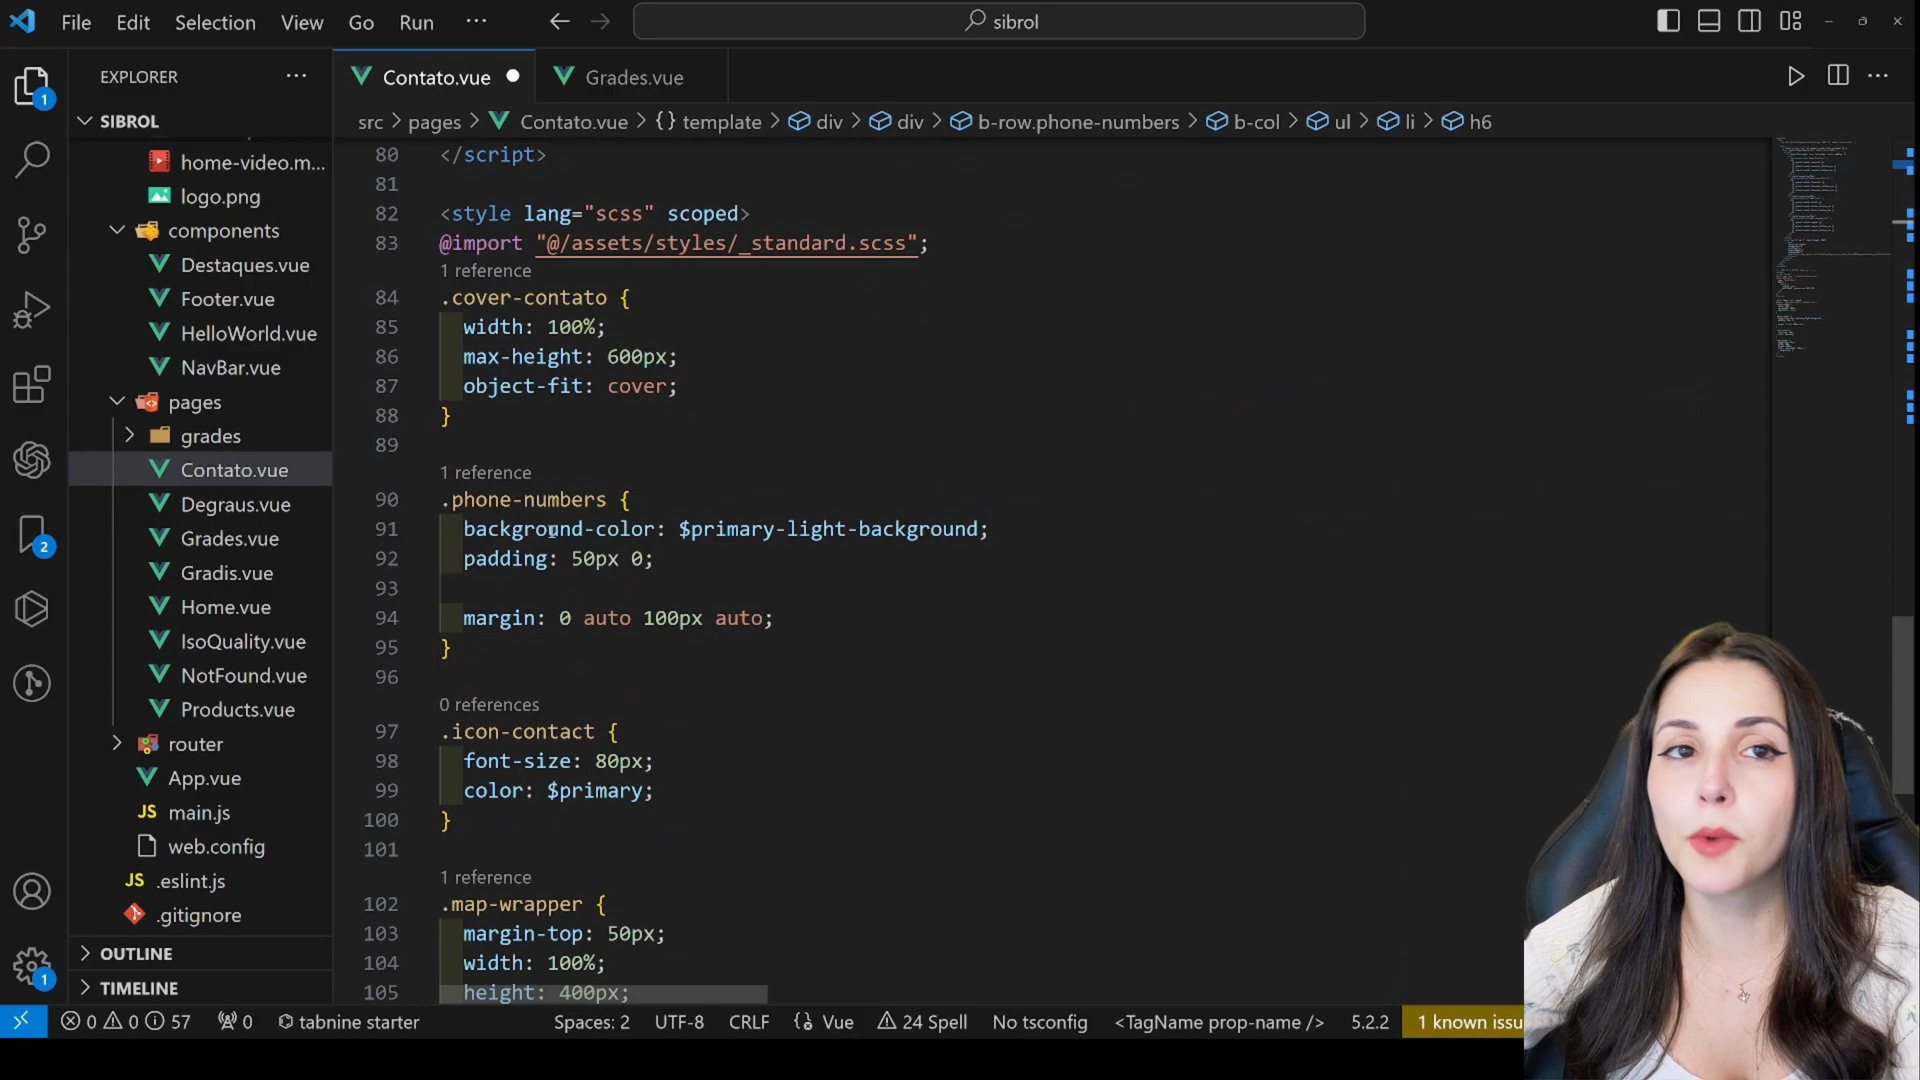 File Edit Selection View Go Run ... sibrol
EXPLORER ...
Contato.vue Grades.vue
SIBROL
src > pages > Contato.vue > {} template > div > div > b-row.phone-numbers > b-col > ul > li > h6
home-video.m...
logo.png
components
Destaques.vue
Footer.vue
HelloWorld.vue
NavBar.vue
pages
grades
Contato.vue
Degraus.vue
Grades.vue
Gradis.vue
Home.vue
IsoQuality.vue
NotFound.vue
Products.vue
router
App.vue
JS main.js
web.config
JS .eslint.js
.gitignore
OUTLINE
TIMELINE
1
2
1
80 </script>
81
82 <style lang="scss" scoped>
83 @import "@/assets/styles/_standard.scss";
1 reference
84 .cover-contato {
85 width: 100%;
86 max-height: 600px;
87 object-fit: cover;
88 }
89
1 reference
90 .phone-numbers {
91 background-color: $primary-light-background;
92 padding: 50px 0;
93
94 margin: 0 auto 100px auto;
95 }
96
0 references
97 .icon-contact {
98 font-size: 80px;
99 color: $primary;
100 }
101
1 reference
102 .map-wrapper {
103 margin-top: 50px;
104 width: 100%;
105 height: 400px;
0 0 57 0 tabnine starter Spaces: 2 UTF-8 CRLF {} Vue 24 Spell No tsconfig <TagName prop-name /> 5.2.2 1 known issu